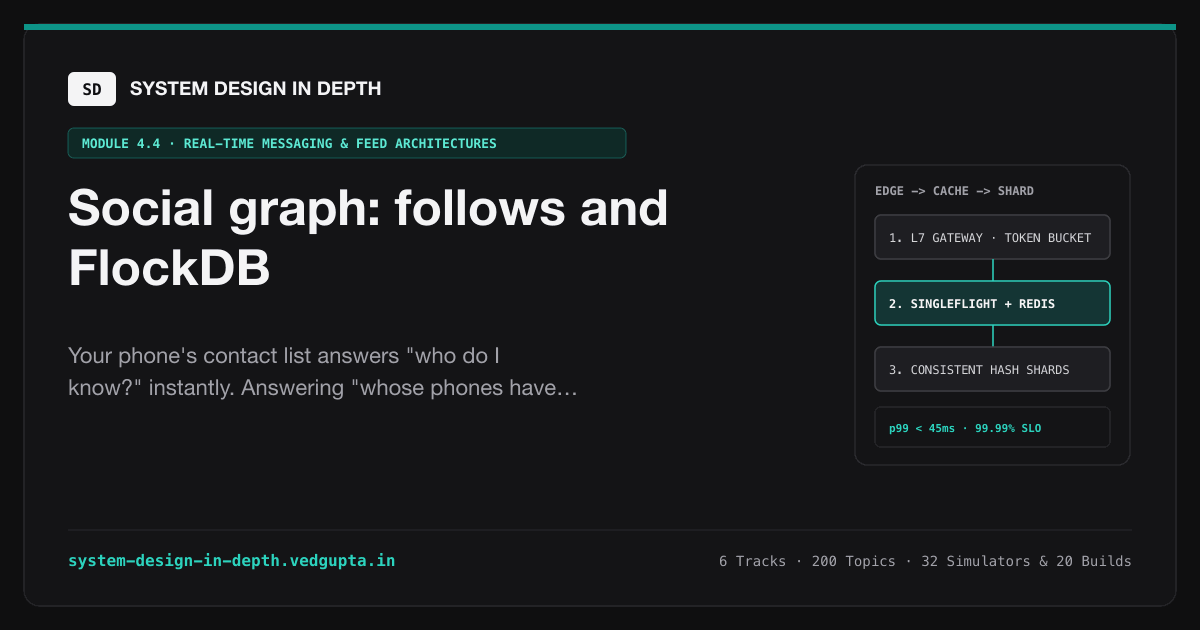 SD
SYSTEM DESIGN IN DEPTH
MODULE 4.4 · REAL-TIME MESSAGING & FEED ARCHITECTURES
Social graph: follows and
FlockDB
Your phone's contact list answers "who do I
know?" instantly. Answering "whose phones have…
EDGE -> CACHE -> SHARD
1. L7 GATEWAY · TOKEN BUCKET
2. SINGLEFLIGHT + REDIS
3. CONSISTENT HASH SHARDS
p99 < 45ms · 99.99% SLO
system-design-in-depth.vedgupta.in
6 Tracks · 200 Topics · 32 Simulators & 20 Builds